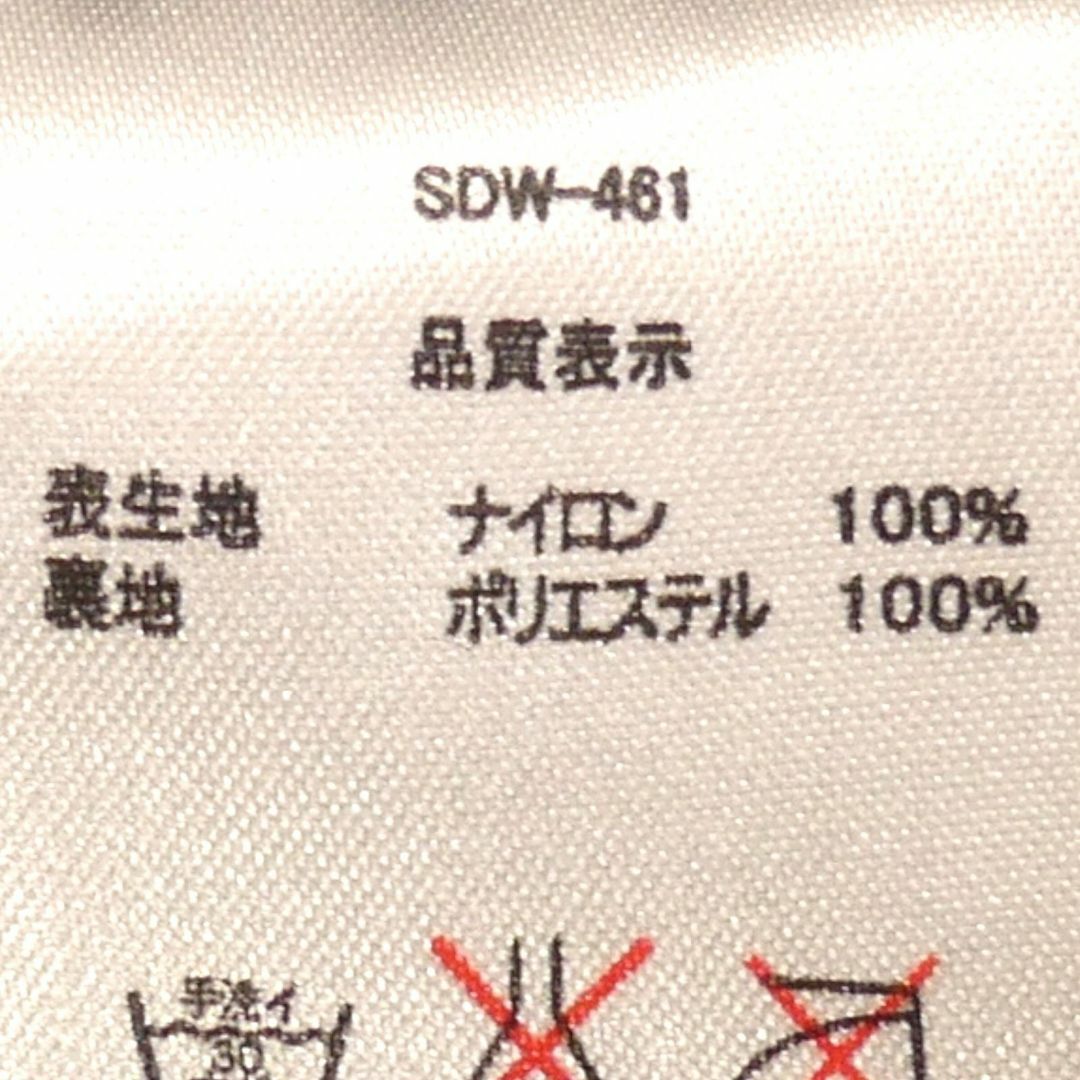 SDW-461
品質表示
表生地 ナイロン 100%
裏地 ポリエステル 100%
手洗イ
30